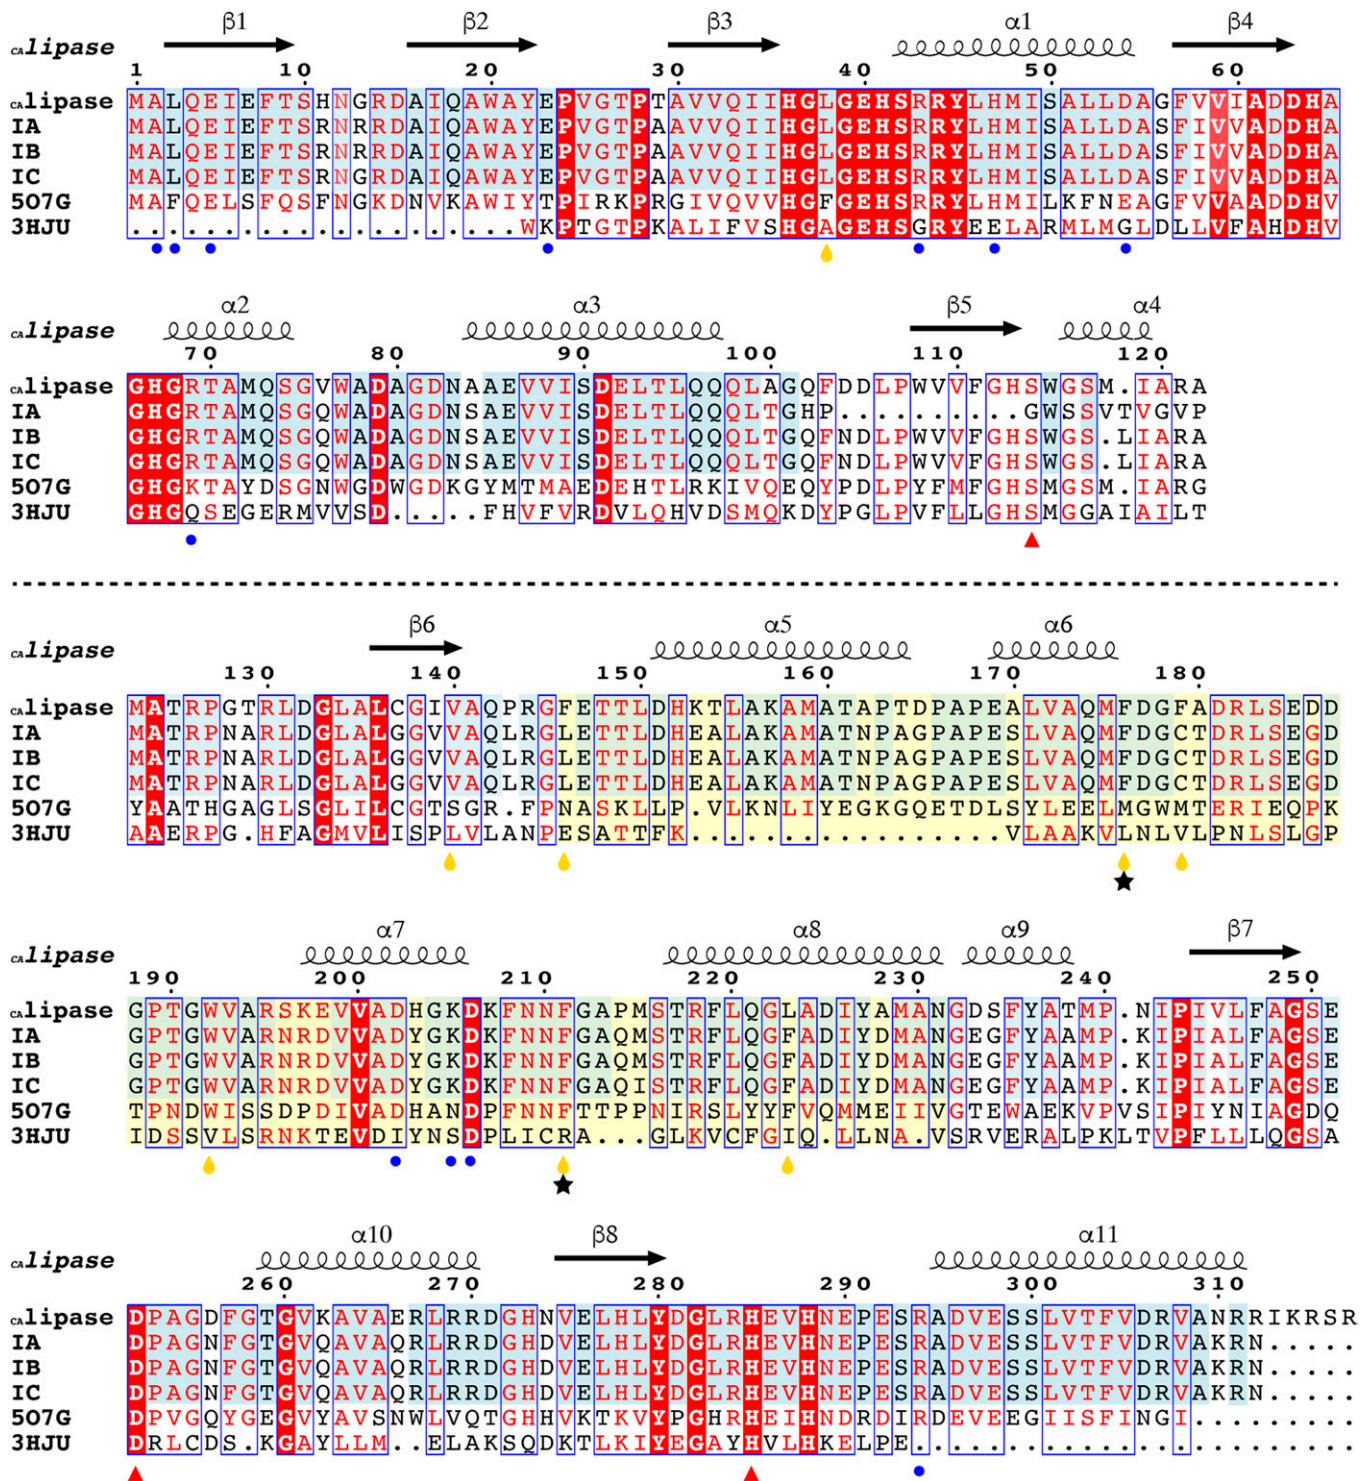 β1 β2 β3 α1 β4
CAlipase
1 10 20 30 40 50 60
CAlipase MALQEIEFTSHNGRDAIQAWAYEPVGTPTAVVQIIHGLGEHSRRYLHMISALLDAGFVVIADDHA
IA MALQEIEFTSRNRRDAIQAWAYEPVGTPAAVVQIIHGLGEHSRRYLHMISALLDASFIVVADDHA
IB MALQEIEFTSRNRRDAIQAWAYEPVGTPAAVVQIIHGLGEHSRRYLHMISALLDASFIVVADDHA
IC MALQEIEFTSRNGRDAIQAWAYEPVGTPAAVVQIIHGLGEHSRRYLHMISALLDASFIVVADDHA
5O7G MAFQELSFQSFNGKDNVKAWIYTPIRKPRGIVQVVHGFGEHSRRYLHMILKFNEAGFVVAADDHV
3HJU .....................WKPTGTPKALIFVSHGAGEHSGRYEELARMLMGLDLLVFAHDHV
α2 α3 β5 α4
CAlipase
70 80 90 100 110 120
CAlipase GHGRTAMQSGVWADAGDNAAEVVISDELTLQQQLAGQFDDLPWVVFGHSWGSM.IARA
IA GHGRTAMQSGQWADAGDNSAEVVISDELTLQQQLTGHP..........GWSSVTVGVP
IB GHGRTAMQSGQWADAGDNSAEVVISDELTLQQQLTGQFNDLPWVVFGHSWGS.LIARA
IC GHGRTAMQSGQWADAGDNSAEVVISDELTLQQQLTGQFNDLPWVVFGHSWGS.LIARA
5O7G GHGKTAYDSGNWGDWGDKGYMTMAEDEHTLRKIVQEQYPDLPYFMFGHSMGSM.IARG
3HJU GHGQSEGERMVVSD.....FHVFVRDVLQHVDSMQKDYPGLPVFLLGHSMGGAIAILT
β6 α5 α6
CAlipase
130 140 150 160 170 180
CAlipase MATRPGTRLDGLALCGIVAQPRGFETTLDHKTLAKAMATAPTDPAPEALVAQMFDGFADRLSEDD
IA MATRPNARLDGLALGGVVAQLRGLETTLDHEALAKAMATNPAGPAPESLVAQMFDGCTDRLSEGD
IB MATRPNARLDGLALGGVVAQLRGLETTLDHEALAKAMATNPAGPAPESLVAQMFDGCTDRLSEGD
IC MATRPNARLDGLALGGVVAQLRGLETTLDHEALAKAMATNPAGPAPESLVAQMFDGCTDRLSEGD
5O7G YAATHGAGLSGLILCGTSGR.FPNASKLLP.VLKNLIYEGKGQETDLSYLEELMGWMTERIEQPK
3HJU AAERPG.HFAGMVLISPLVLANPESATTFK.................VLAAKVLNLVLPNLSLGP
α7 α8 α9 β7
CAlipase
190 200 210 220 230 240 250
CAlipase GPTGWVARSKEVVADHGKDKFNNFGAPMSTRFLQGLADIYAMANGDSFYATMP.NIPIVLFAGSE
IA GPTGWVARNRDVVADYGKDKFNNFGAQMSTRFLQGFADIYDMANGEGFYAAMP.KIPIALFAGSE
IB GPTGWVARNRDVVADYGKDKFNNFGAQMSTRFLQGFADIYDMANGEGFYAAMP.KIPIALFAGSE
IC GPTGWVARNRDVVADYGKDKFNNFGAQISTRFLQGFADIYDMANGEGFYAAMP.KIPIALFAGSE
5O7G TPNDWISSDPDIVADHANDPFNNFTTPPNIRSLYYFVQMMEIIVGTEWAEKVPVSIPIYNIAGDQ
3HJU IDSSVLSRNKTEVDIYNSDPLICRA...GLKVCFGIQ.LLNA.VSRVERALPKLTVPFLLLQGSA
α10 β8 α11
CAlipase
260 270 280 290 300 310
CAlipase DPAGDFGTGVKAVAERLRRDGHNVELHLYDGLRHEVHNEPESRADVESSLVTFVDRVANRRIKRSR
IA DPAGNFGTGVQAVAQRLRRDGHDVELHLYDGLRHEVHNEPESRADVESSLVTFVDRVAKRN.....
IB DPAGNFGTGVQAVAQRLRRDGHDVELHLYDGLRHEVHNEPESRADVESSLVTFVDRVAKRN.....
IC DPAGNFGTGVQAVAQRLRRDGHDVELHLYDGLRHEVHNEPESRADVESSLVTFVDRVAKRN.....
5O7G DPVGQYGEGVYAVSNWLVQTGHHVKTKVYPGHRHEIHNDRDIRDEVEEGIISFINGI.........
3HJU DRLCDS.KGAYLLM..ELAKSQDKTLKIYEGAYHVLHKELPE........................